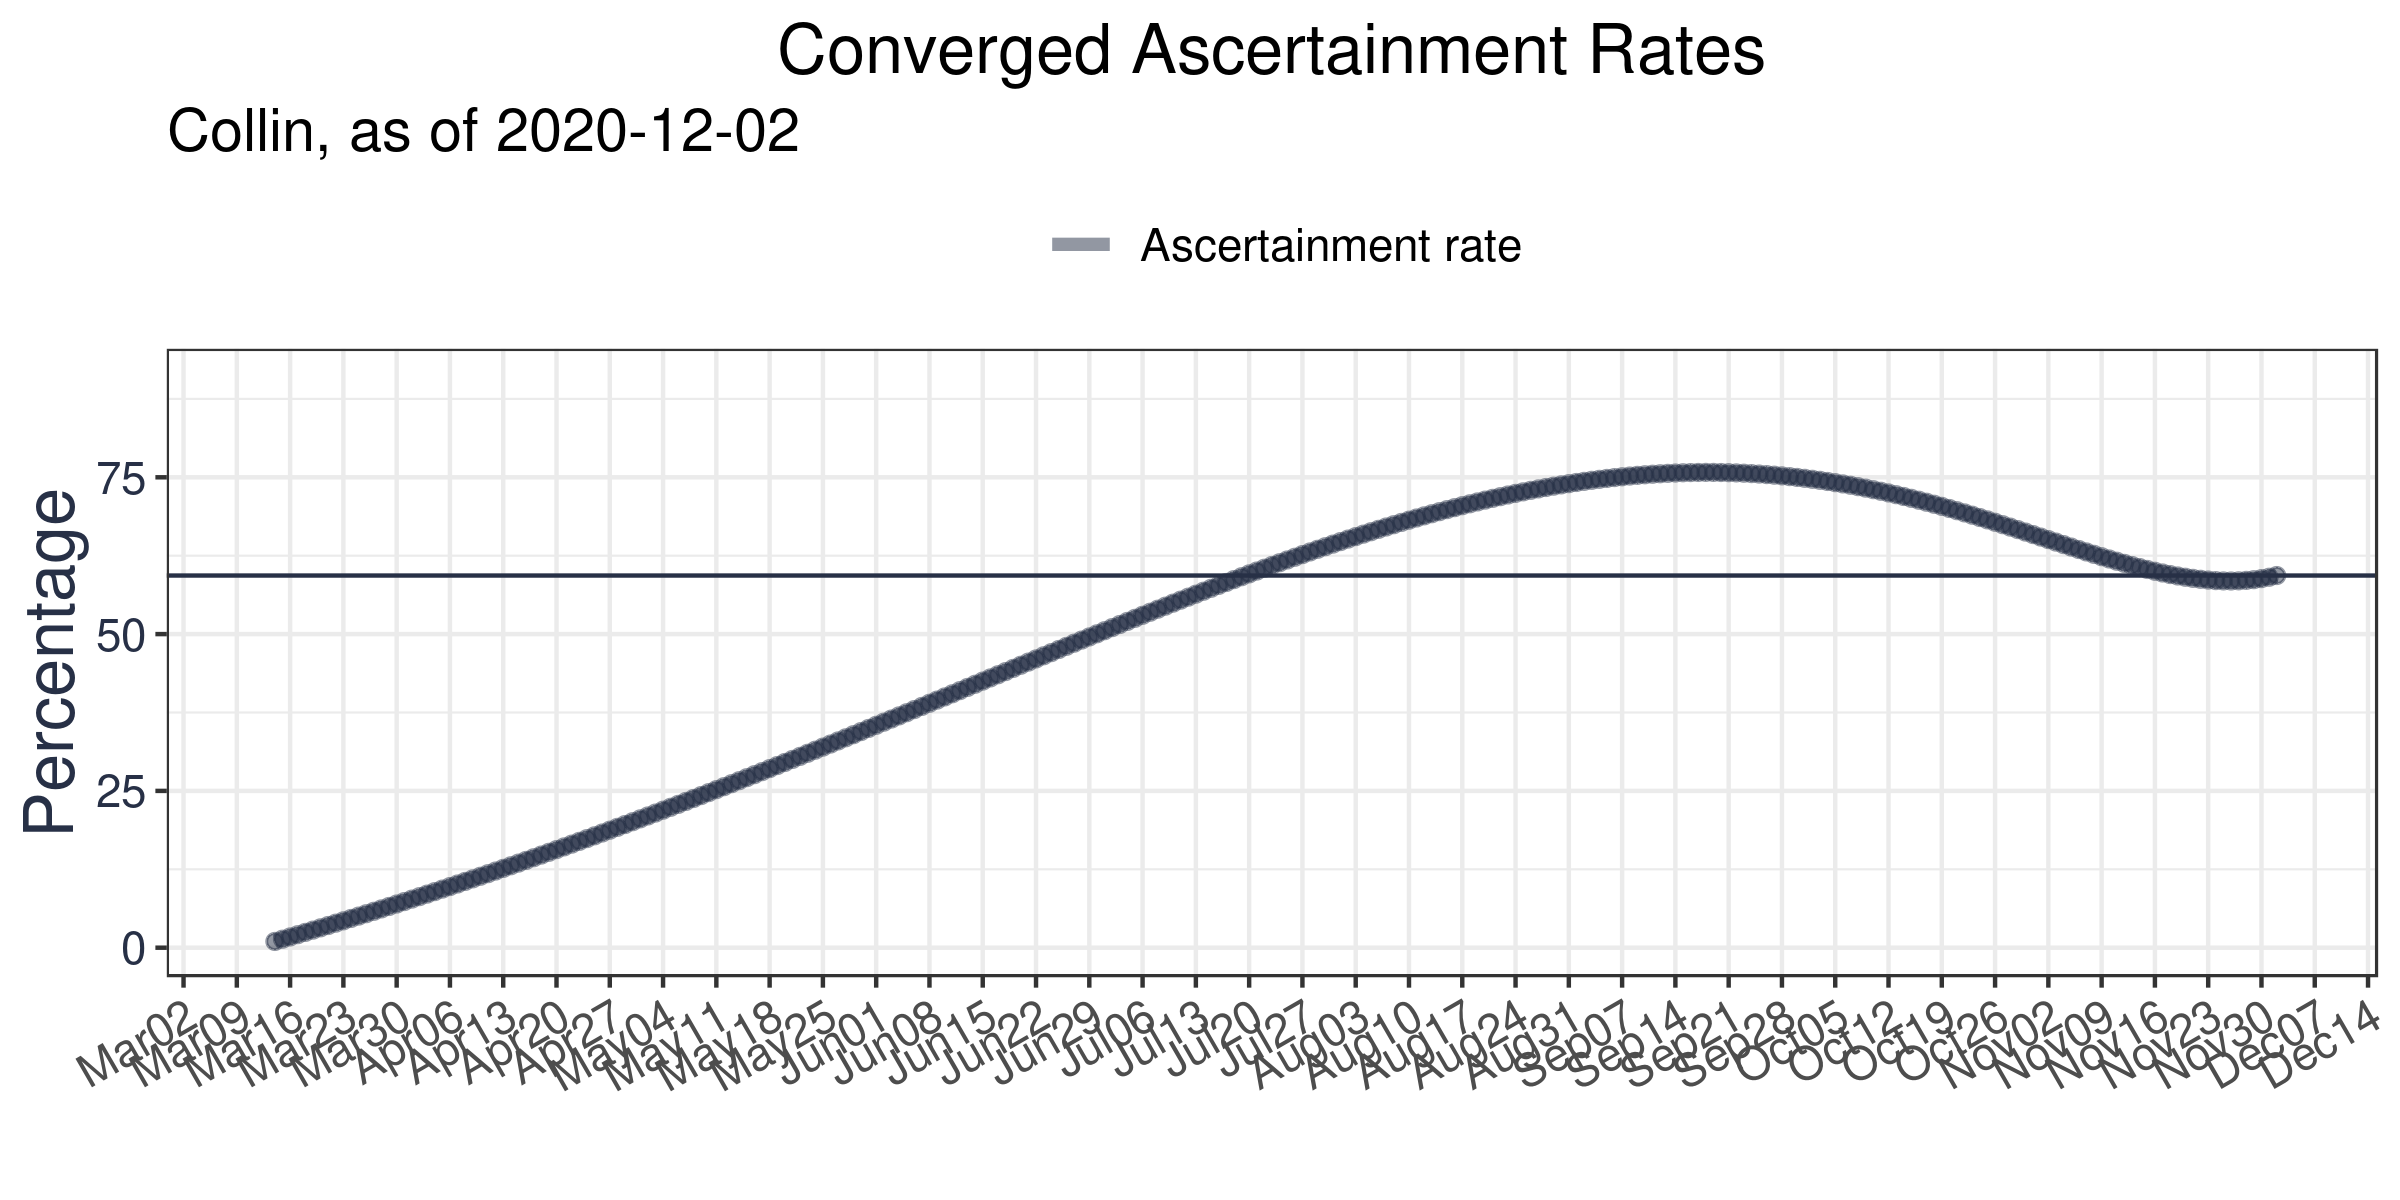 Converged Ascertainment Rates
Collin, as of 2020-12-02
Ascertainment rate
Percentage
75
50
25
0
Mar02
Mar09
Mar16
Mar23
Mar30
Apr06
Apr13
Apr20
Apr27
May04
May11
May18
May25
Jun01
Jun08
Jun15
Jun22
Jun29
Jul06
Jul13
Jul20
Jul27
Aug03
Aug10
Aug17
Aug24
Aug31
Sep07
Sep14
Sep21
Sep28
Oct05
Oct12
Oct19
Oct26
Nov02
Nov09
Nov16
Nov23
Nov30
Dec07
Dec14